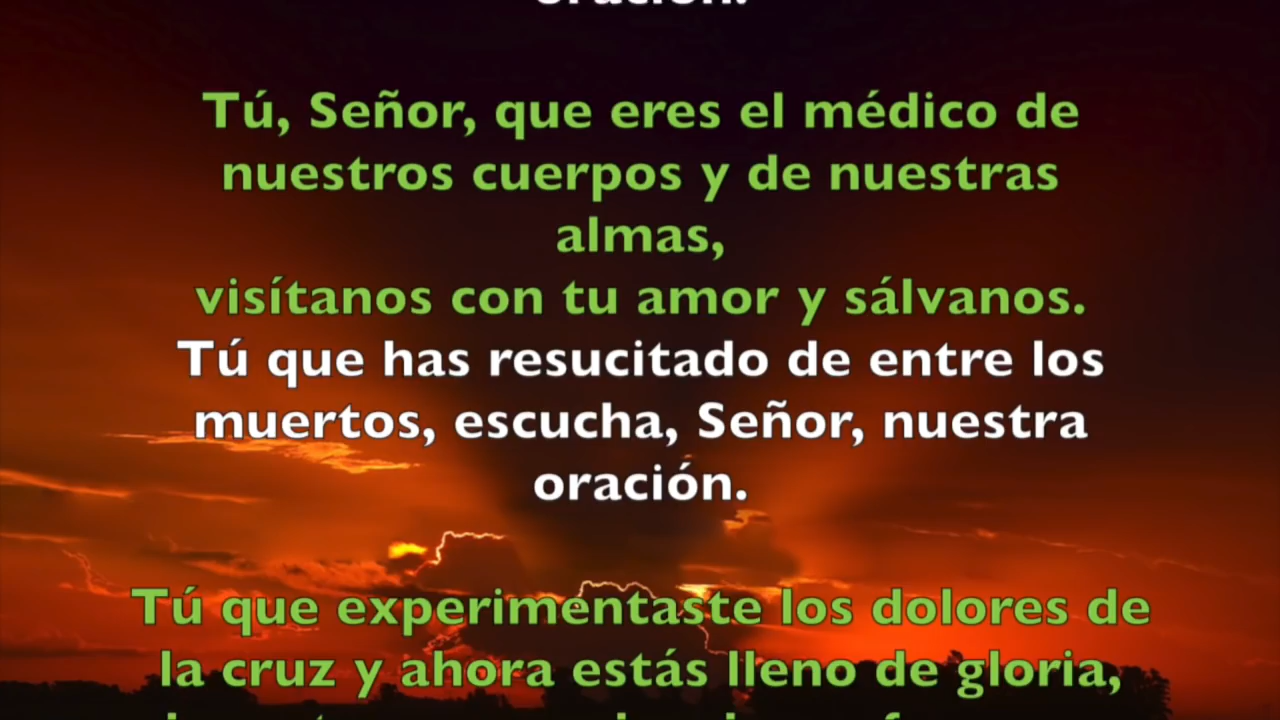 oración.
Tú, Señor, que eres el médico de
nuestros cuerpos y de nuestras
almas,
visítanos con tu amor y sálvanos.
Tú que has resucitado de entre los
muertos, escucha, Señor, nuestra
oración.
Tú que experimentaste los dolores de
la cruz y ahora estás lleno de gloria,